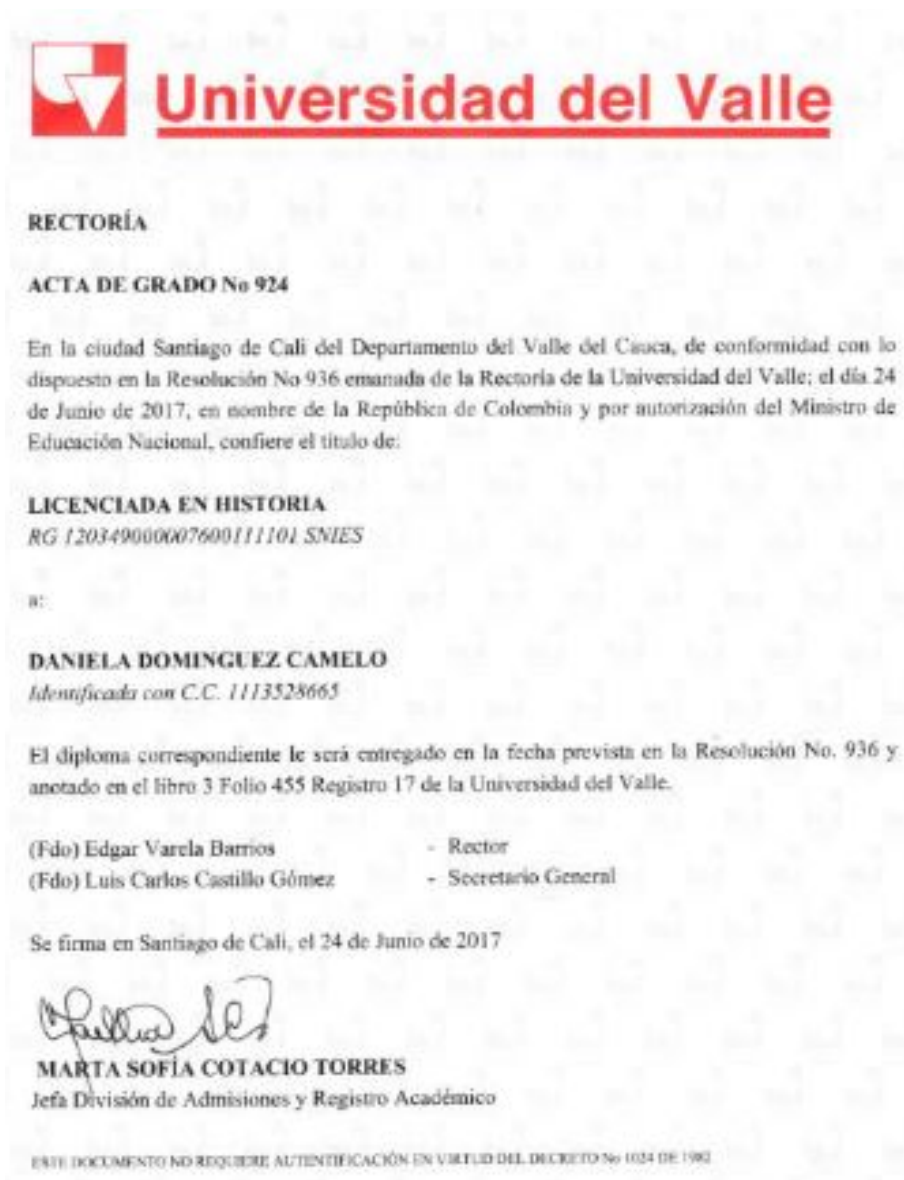 Universidad del Valle
RECTORÍA
ACTA DE GRADO No 924
En la ciudad Santiago de Cali del Departamento del Valle del Cauca, de conformidad con lo
dispuesto en la Resolución No 936 emanada de la Rectoría de la Universidad del Valle; el día 24
de Junio de 2017, en nombre de la República de Colombia y por autorización del Ministro de
Educación Nacional, confiere el título de:
LICENCIADA EN HISTORIA
RG 120349000007600111101 SNIES
a:
DANIELA DOMINGUEZ CAMELO
Identificada con C.C. 1113528665
El diploma correspondiente le será entregado en la fecha prevista en la Resolución No. 936 y
anotado en el libro 3 Folio 455 Registro 17 de la Universidad del Valle.
(Fdo) Edgar Varela Barrios - Rector
(Fdo) Luis Carlos Castillo Gómez - Secretario General
Se firma en Santiago de Cali, el 24 de Junio de 2017
MARTA SOFÍA COTACIO TORRES
Jefa División de Admisiones y Registro Académico
ESTE DOCUMENTO NO REQUIERE AUTENTIFICACIÓN EN VIRTUD DEL DECRETO No 1024 DE 1982